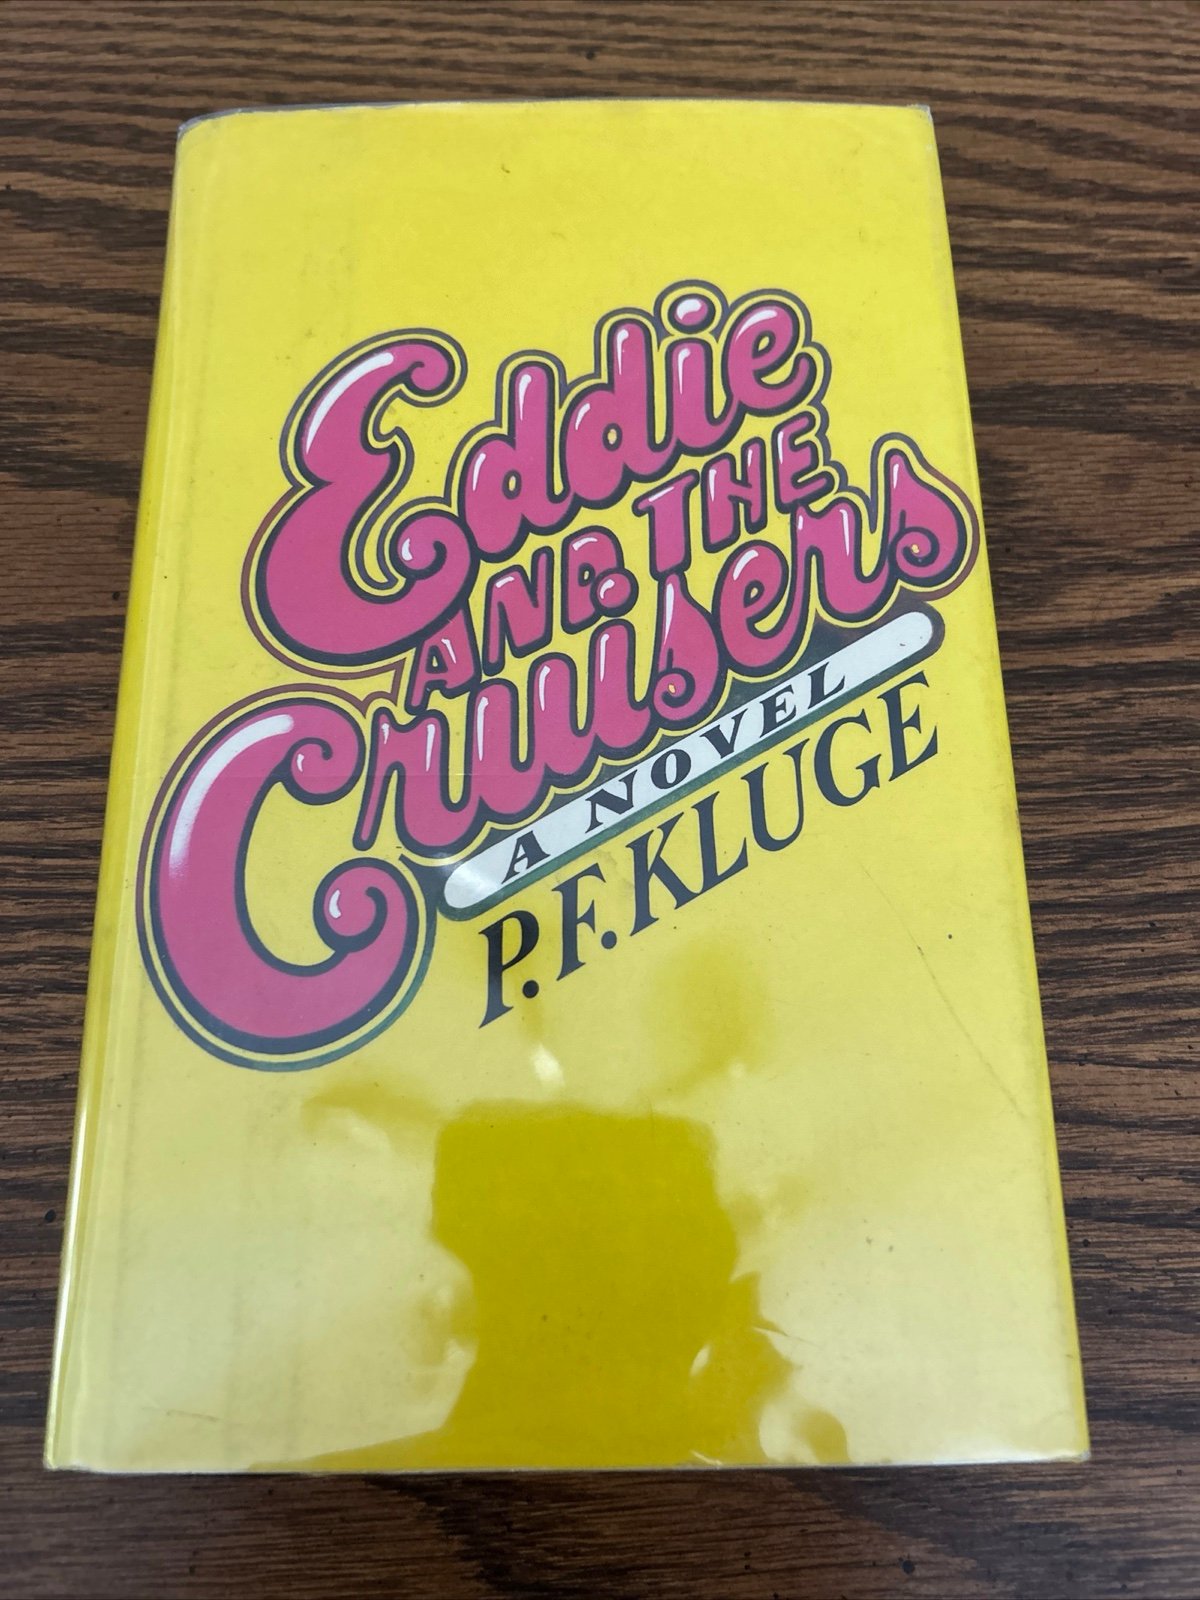 Eddie
AND THE
Cruisers
A NOVEL
P.F. KLUGE